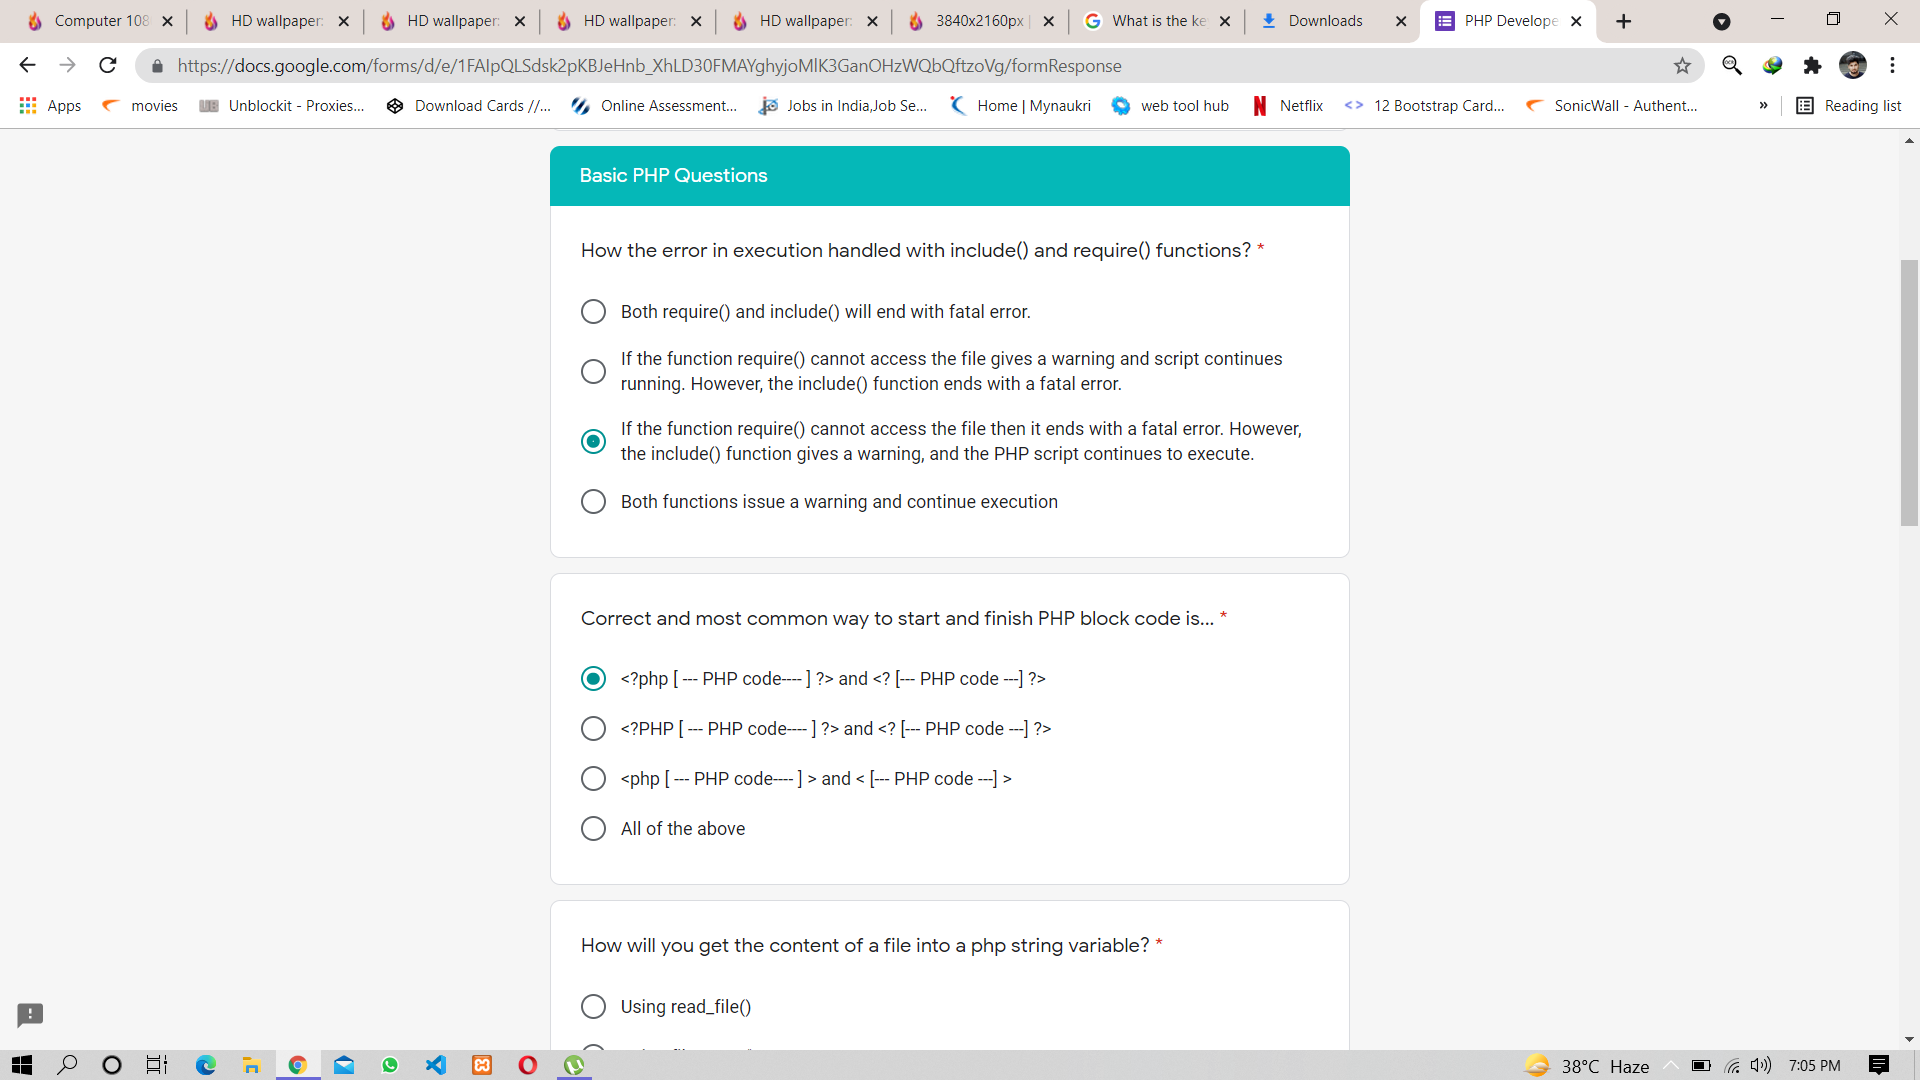 Computer 108
HD wallpaper:
HD wallpaper:
HD wallpaper:
HD wallpaper:
3840x2160px |
What is the ke
Downloads
PHP Develope
https://docs.google.com/forms/d/e/1FAIpQLSdsk2pKBJeHnb_XhLD30FMAYghyjoMlK3GanOHzWQbQftzoVg/formResponse
Apps
movies
Unblockit - Proxies...
Download Cards //...
Online Assessment...
Jobs in India,Job Se...
Home | Mynaukri
web tool hub
Netflix
12 Bootstrap Card...
SonicWall - Authent...
»
Reading list
Basic PHP Questions
How the error in execution handled with include() and require() functions? *
Both require() and include() will end with fatal error.
If the function require() cannot access the file gives a warning and script continues
running. However, the include() function ends with a fatal error.
If the function require() cannot access the file then it ends with a fatal error. However,
the include() function gives a warning, and the PHP script continues to execute.
Both functions issue a warning and continue execution
Correct and most common way to start and finish PHP block code is... *
<?php [ --- PHP code---- ] ?> and <? [--- PHP code ---] ?>
<?PHP [ --- PHP code---- ] ?> and <? [--- PHP code ---] ?>
<php [ --- PHP code---- ] > and < [--- PHP code ---] >
All of the above
How will you get the content of a file into a php string variable? *
Using read_file()
38°C Haze
7:05 PM